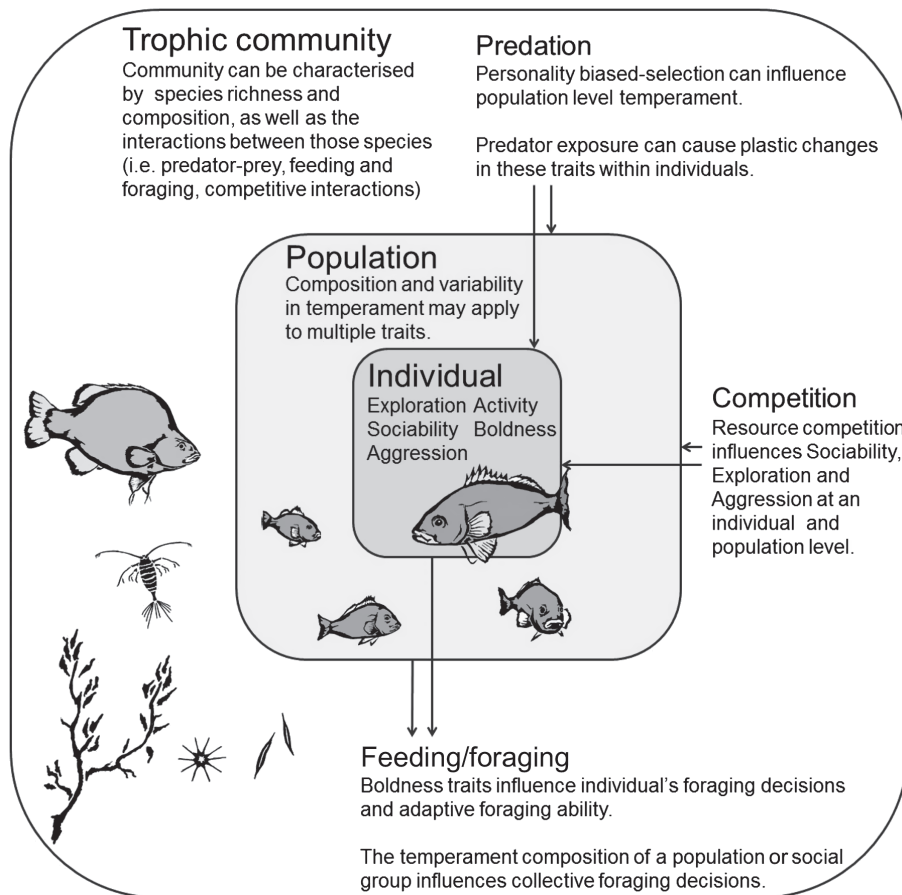 Trophic community
Community can be characterised
by species richness and
composition, as well as the
interactions between those species
(i.e. predator-prey, feeding and
foraging, competitive interactions)
Predation
Personality biased-selection can influence
population level temperament.
Predator exposure can cause plastic changes
in these traits within individuals.
Population
Composition and variability
in temperament may apply
to multiple traits.
Individual
Exploration Activity
Sociability Boldness
Aggression
Competition
Resource competition
influences Sociability,
Exploration and
Aggression at an
individual and
population level.
Feeding/foraging
Boldness traits influence individual's foraging decisions
and adaptive foraging ability.
The temperament composition of a population or social
group influences collective foraging decisions.